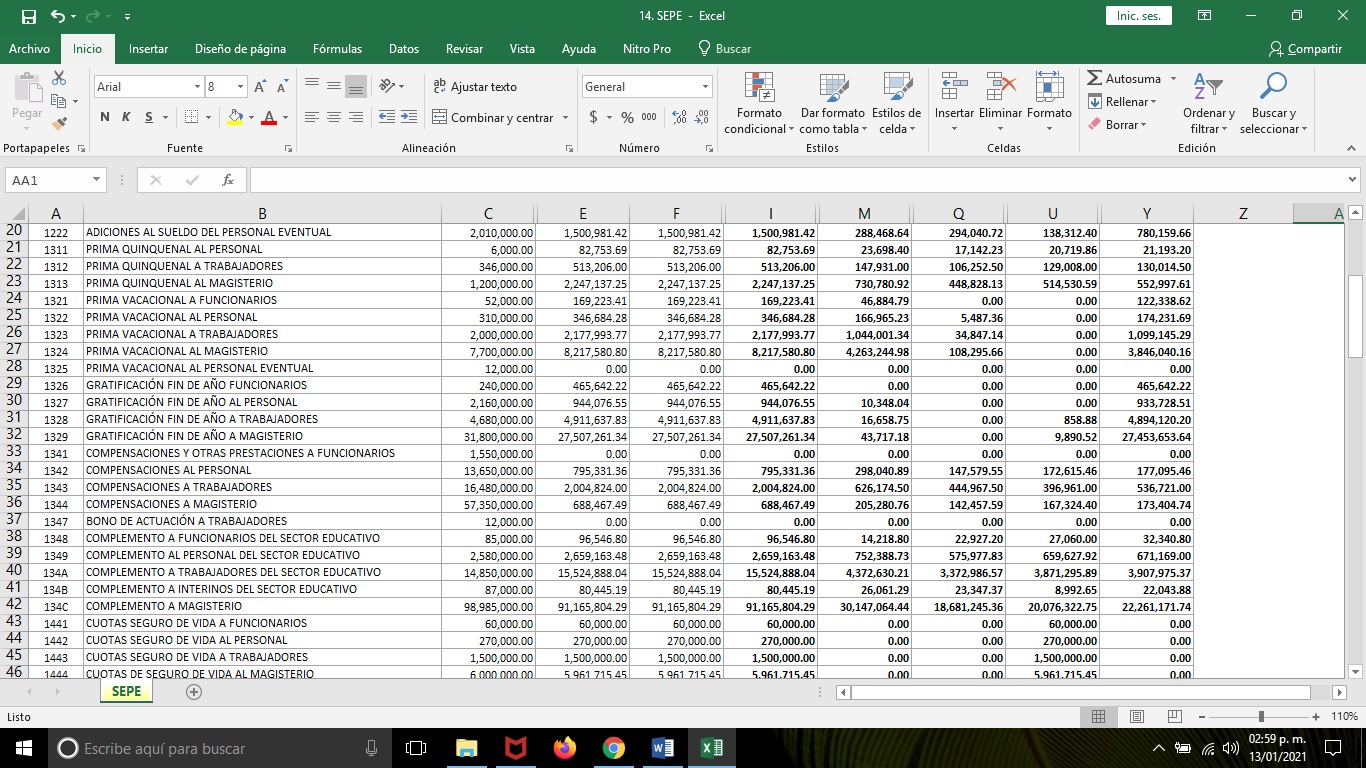 14. SEPE - Excel
Inic. ses.
Archivo Inicio Insertar Diseño de página Fórmulas Datos Revisar Vista Ayuda Nitro Pro Buscar Compartir
Pegar
Arial 8 A A
N K S A
Ajustar texto
Combinar y centrar
General
$ % 000
Formato condicional
Dar formato como tabla
Estilos de celda
Insertar Eliminar Formato
Autosuma
Rellenar
Borrar
Ordenar y filtrar
Buscar y seleccionar
Portapapeles Fuente Alineación Número Estilos Celdas Edición
AA1 fx
A B C E F I M Q U Y Z A
20 1222 ADICIONES AL SUELDO DEL PERSONAL EVENTUAL 2,010,000.00 1,500,981.42 1,500,981.42 1,500,981.42 288,468.64 294,040.72 138,312.40 780,159.66
21 1311 PRIMA QUINQUENAL AL PERSONAL 6,000.00 82,753.69 82,753.69 82,753.69 23,698.40 17,142.23 20,719.86 21,193.20
22 1312 PRIMA QUINQUENAL A TRABAJADORES 346,000.00 513,206.00 513,206.00 513,206.00 147,931.00 106,252.50 129,008.00 130,014.50
23 1313 PRIMA QUINQUENAL AL MAGISTERIO 1,200,000.00 2,247,137.25 2,247,137.25 2,247,137.25 730,780.92 448,828.13 514,530.59 552,997.61
24 1321 PRIMA VACACIONAL A FUNCIONARIOS 52,000.00 169,223.41 169,223.41 169,223.41 46,884.79 0.00 0.00 122,338.62
25 1322 PRIMA VACACIONAL AL PERSONAL 310,000.00 346,684.28 346,684.28 346,684.28 166,965.23 5,487.36 0.00 174,231.69
26 1323 PRIMA VACACIONAL A TRABAJADORES 2,000,000.00 2,177,993.77 2,177,993.77 2,177,993.77 1,044,001.34 34,847.14 0.00 1,099,145.29
27 1324 PRIMA VACACIONAL AL MAGISTERIO 7,700,000.00 8,217,580.80 8,217,580.80 8,217,580.80 4,263,244.98 108,295.66 0.00 3,846,040.16
28 1325 PRIMA VACACIONAL AL PERSONAL EVENTUAL 12,000.00 0.00 0.00 0.00 0.00 0.00 0.00 0.00
29 1326 GRATIFICACIÓN FIN DE AÑO FUNCIONARIOS 240,000.00 465,642.22 465,642.22 465,642.22 0.00 0.00 0.00 465,642.22
30 1327 GRATIFICACIÓN FIN DE AÑO AL PERSONAL 2,160,000.00 944,076.55 944,076.55 944,076.55 10,348.04 0.00 0.00 933,728.51
31 1328 GRATIFICACIÓN FIN DE AÑO A TRABAJADORES 4,680,000.00 4,911,637.83 4,911,637.83 4,911,637.83 16,658.75 0.00 858.88 4,894,120.20
32 1329 GRATIFICACIÓN FIN DE AÑO A MAGISTERIO 31,800,000.00 27,507,261.34 27,507,261.34 27,507,261.34 43,717.18 0.00 9,890.52 27,453,653.64
33 1341 COMPENSACIONES Y OTRAS PRESTACIONES A FUNCIONARIOS 1,550,000.00 0.00 0.00 0.00 0.00 0.00 0.00 0.00
34 1342 COMPENSACIONES AL PERSONAL 13,650,000.00 795,331.36 795,331.36 795,331.36 298,040.89 147,579.55 172,615.46 177,095.46
35 1343 COMPENSACIONES A TRABAJADORES 16,480,000.00 2,004,824.00 2,004,824.00 2,004,824.00 626,174.50 444,967.50 396,961.00 536,721.00
36 1344 COMPENSACIONES A MAGISTERIO 57,350,000.00 688,467.49 688,467.49 688,467.49 205,280.76 142,457.59 167,324.40 173,404.74
37 1347 BONO DE ACTUACIÓN A TRABAJADORES 12,000.00 0.00 0.00 0.00 0.00 0.00 0.00 0.00
38 1348 COMPLEMENTO A FUNCIONARIOS DEL SECTOR EDUCATIVO 85,000.00 96,546.80 96,546.80 96,546.80 14,218.80 22,927.20 27,060.00 32,340.80
39 1349 COMPLEMENTO AL PERSONAL DEL SECTOR EDUCATIVO 2,580,000.00 2,659,163.48 2,659,163.48 2,659,163.48 752,388.73 575,977.83 659,627.92 671,169.00
40 134A COMPLEMENTO A TRABAJADORES DEL SECTOR EDUCATIVO 14,850,000.00 15,524,888.04 15,524,888.04 15,524,888.04 4,372,630.21 3,372,986.57 3,871,295.89 3,907,975.37
41 134B COMPLEMENTO A INTERINOS DEL SECTOR EDUCATIVO 87,000.00 80,445.19 80,445.19 80,445.19 26,061.29 23,347.37 8,992.65 22,043.88
42 134C COMPLEMENTO A MAGISTERIO 98,985,000.00 91,165,804.29 91,165,804.29 91,165,804.29 30,147,064.44 18,681,245.36 20,076,322.75 22,261,171.74
43 1441 CUOTAS SEGURO DE VIDA A FUNCIONARIOS 60,000.00 60,000.00 60,000.00 60,000.00 0.00 0.00 60,000.00 0.00
44 1442 CUOTAS SEGURO DE VIDA AL PERSONAL 270,000.00 270,000.00 270,000.00 270,000.00 0.00 0.00 270,000.00 0.00
45 1443 CUOTAS SEGURO DE VIDA A TRABAJADORES 1,500,000.00 1,500,000.00 1,500,000.00 1,500,000.00 0.00 0.00 1,500,000.00 0.00
46 1444 CUOTAS DE SEGURO DE VIDA AL MAGISTERIO 6,000,000.00 5,961,715.45 5,961,715.45 5,961,715.45 0.00 0.00 5,961,715.45 0.00
SEPE
Listo 110%
Escribe aquí para buscar
02:59 p. m.
13/01/2021